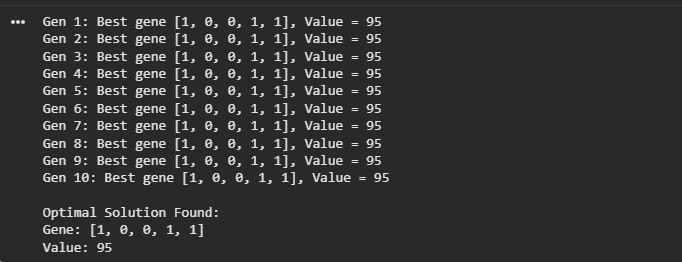 Gen 1: Best gene [1, 0, 0, 1, 1], Value = 95
Gen 2: Best gene [1, 0, 0, 1, 1], Value = 95
Gen 3: Best gene [1, 0, 0, 1, 1], Value = 95
Gen 4: Best gene [1, 0, 0, 1, 1], Value = 95
Gen 5: Best gene [1, 0, 0, 1, 1], Value = 95
Gen 6: Best gene [1, 0, 0, 1, 1], Value = 95
Gen 7: Best gene [1, 0, 0, 1, 1], Value = 95
Gen 8: Best gene [1, 0, 0, 1, 1], Value = 95
Gen 9: Best gene [1, 0, 0, 1, 1], Value = 95
Gen 10: Best gene [1, 0, 0, 1, 1], Value = 95
Optimal Solution Found:
Gene: [1, 0, 0, 1, 1]
Value: 95